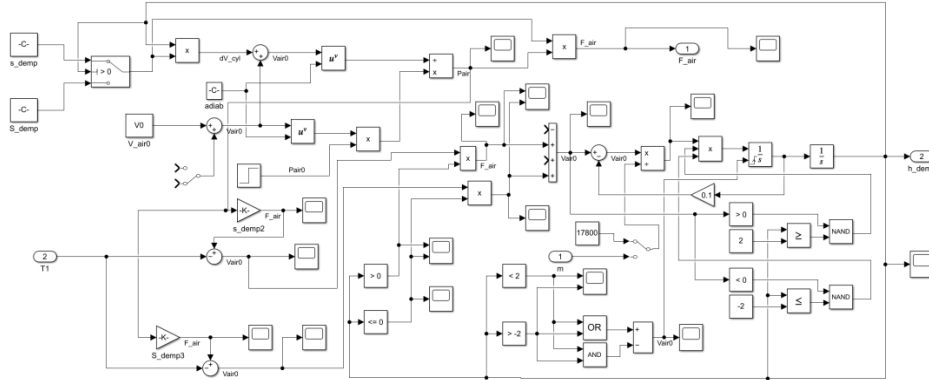 -C-
s_demp
> 0
-C-
S_demp
x
dV_cyl
+
+
Vair0
u^v
+
x
Pair
x
F_air
1
F_air
-C-
adiab
V0
V_air0
+
+
Vair0
u^v
x
Pair0
x
F_air
x
-
+
+
+
Vair0
+
-
Vair0
x
+
x
1/s
1/s
2
h_dem
0.1
-K-
s_demp2
F_air
-
+
Vair0
2
T1
17800
1
m
> 0
2
≥
NAND
< 0
-2
≤
NAND
> 0
<= 0
< 2
> -2
OR
AND
+
-
Vair0
-K-
S_demp3
F_air
-
+
Vair0